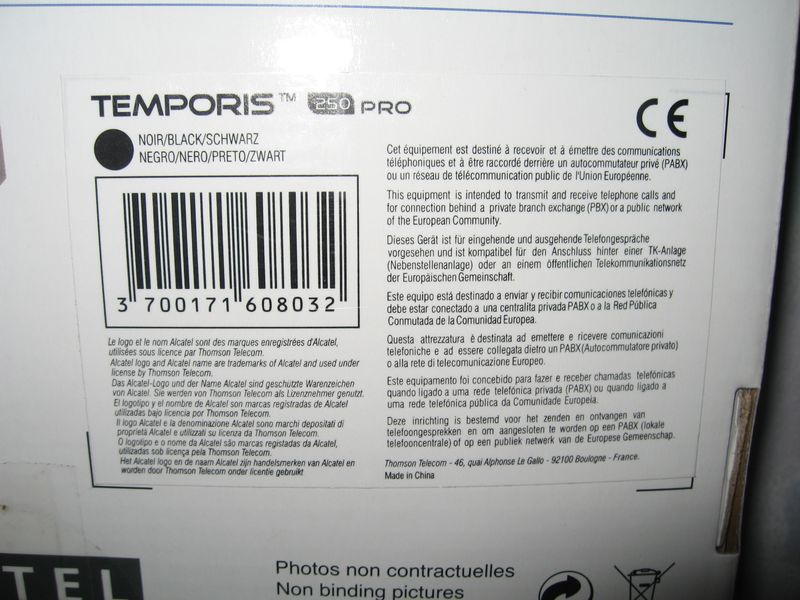 TEMPORIS™ 250 PRO
NOIR/BLACK/SCHWARZ
NEGRO/NERO/PRETO/ZWART
3 700171 608032
Le logo et le nom Alcatel sont des marques enregistrées d'Alcatel,
utilisées sous licence par Thomson Telecom.
Alcatel logo and Alcatel name are trademarks of Alcatel and used under
license by Thomson Telecom.
Das Alcatel-Logo und der Name Alcatel sind geschützte Warenzeichen
von Alcatel. Sie werden von Thomson Telecom als Lizenznehmer genutzt.
El logotipo y el nombre de Alcatel son marcas registradas de Alcatel
utilizadas bajo licencia por Thomson Telecom.
Il logo Alcatel e la denominazione Alcatel sono marchi depositati di
proprietà Alcatel e utilizzati su licenza da Thomson Telecom.
O logotipo e o nome da Alcatel são marcas registadas da Alcatel,
utilizadas sob licença pela Thomson Telecom.
Het Alcatel logo en de naam Alcatel zijn handelsmerken van Alcatel en
worden door Thomson Telecom onder licentie gebruikt
CE
Cet équipement est destiné à recevoir et à émettre des communications
téléphoniques et à être raccordé derrière un autocommutateur privé (PABX)
ou un réseau de télécommunication public de l'Union Européenne.
This equipment is intended to transmit and receive telephone calls and
for connection behind a private branch exchange (PBX) or a public network
of the European Community.
Dieses Gerät ist für eingehende und ausgehende Telefongespräche
vorgesehen und ist kompatibel für den Anschluss hinter einer TK-Anlage
(Nebenstellenanlage) oder an einem öffentlichen Telekommunikationsnetz
der Europäischen Gemeinschaft.
Este equipo está destinado a enviar y recibir comunicaciones telefónicas y
debe estar conectado a una centralita privada PABX o a la Red Pública
Conmutada de la Comunidad Europea.
Questa attrezzatura è destinata ad emettere e ricevere comunicazioni
telefoniche e ad essere collegata dietro un PABX(Autocommutatore privato)
o alla rete di telecomunicazione Europeo.
Este equipamento foi concebido para fazer e receber chamadas telefónicas
quando ligado a uma rede telefónica privada (PABX) ou quando ligado a
uma rede telefónica pública da Comunidade Europeia.
Deze inrichting is bestemd voor het zenden en ontvangen van
telefoongesprekken en om aangesloten te worden op een PABX (lokale
telefooncentrale) of op een publiek netwerk van de Europese Gemeenschap.
Thomson Telecom - 46, quai Alphonse Le Gallo - 92100 Boulogne - France.
Made in China
TEL
Photos non contractuelles
Non binding pictures